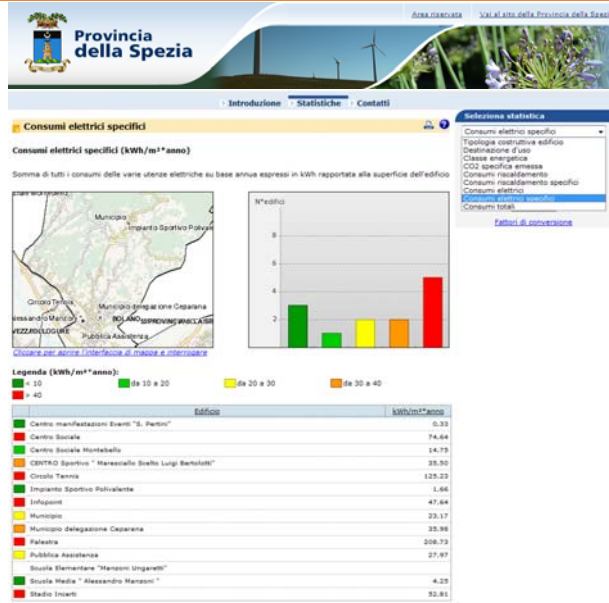 Area riservata Vai al sito della Provincia della Spezi
Provincia
della Spezia
Introduzione Statistiche Contatti
Seleziona statistica
Consumi elettrici specifici
Consumi elettrici specifici
Tipologia costruttiva edificio
Destinazione d'uso
Classe energetica
CO2 specifica emessa
Consumi riscaldamento
Consumi riscaldamento specifici
Consumi elettrici
Consumi elettrici specifici
Consumi totali
Fattori di conversione
Consumi elettrici specifici (kWh/m²*anno)
Somma di tutti i consumi delle varie utenze elettriche su base annua espressi in kWh rapportata alla superficie dell'edificio
Municipio
Impianto Sportivo Polivale
Circolo Tennis
Municipio delegazione Ceparana
BOLANO
Pubblica Assistenza
N°edifici
8
6
4
2
Cliccare per aprire l'interfaccia di mappa e interrogare
Legenda (kWh/m²*anno):
< 10 da 10 a 20 da 20 a 30 da 30 a 40
> 40
Edificio kWh/m²*anno
Centro manifestazioni Eventi "S. Pertini" 0.33
Centro Sociale 74.64
Centro Sociale Montebello 14.75
CENTRO Sportivo " Maresciallo Scelto Luigi Bertolotti" 35.50
Circolo Tennis 125.23
Impianto Sportivo Polivalente 1.66
Infopoint 47.64
Municipio 23.17
Municipio delegazione Ceparana 35.98
Palestra 208.73
Pubblica Assistenza 27.97
Scuola Elementare "Manzoni Ungaretti"
Scuola Media " Alessandro Manzoni " 4.25
Stadio Incerti 52.81